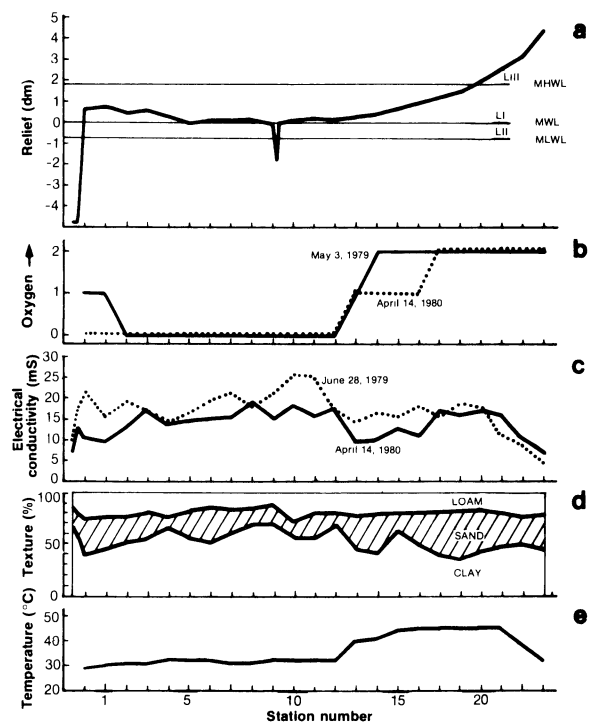 a
5
4
3
2
1
0
-1
-2
-3
-4
Relief (dm)
LIII
MHWL
LI
MWL
LII
MLWL
b
2
1
0
Oxygen
May 3, 1979
April 14, 1980
c
30
25
20
15
10
5
0
Electrical
conductivity (mS)
June 28, 1979
April 14, 1980
d
100
50
0
Texture (%)
LOAM
SAND
CLAY
e
50
40
30
20
Temperature (°C)
1 5 10 15 20
Station number